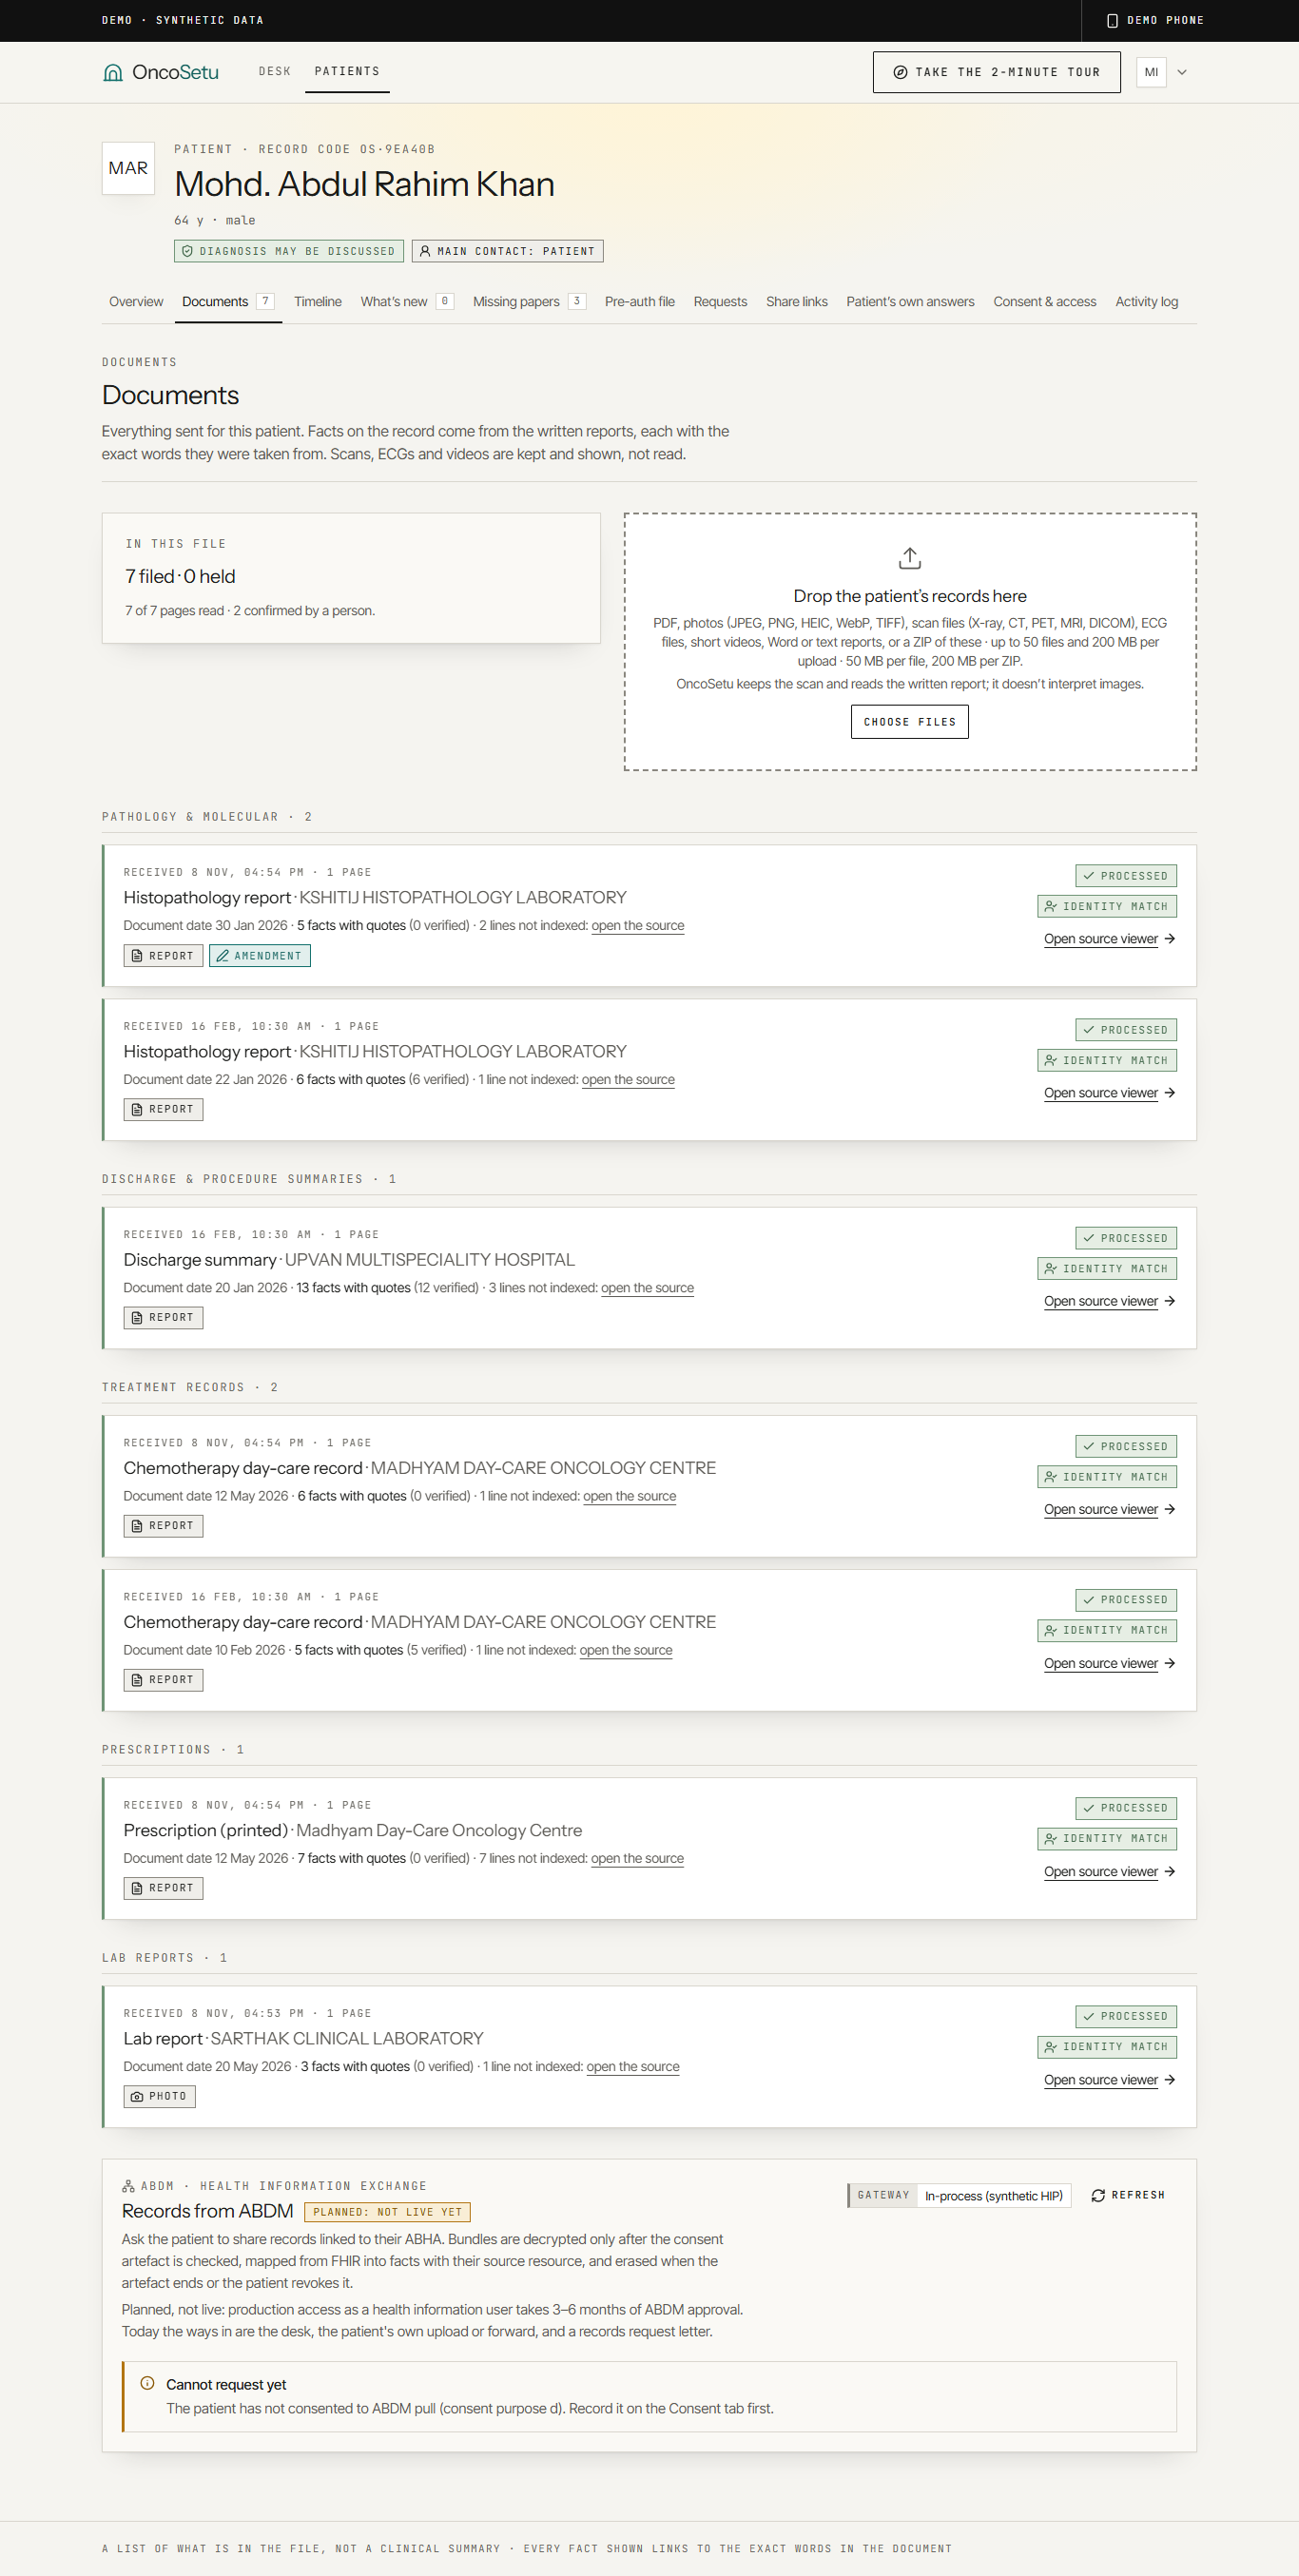 DEMO · SYNTHETIC DATA
DEMO PHONE
OncoSetu
DESK
PATIENTS
TAKE THE 2-MINUTE TOUR
MI
MAR
PATIENT · RECORD CODE OS-9EA40B
Mohd. Abdul Rahim Khan
64 y · male
DIAGNOSIS MAY BE DISCUSSED
MAIN CONTACT: PATIENT
Overview
Documents 7
Timeline
What's new 0
Missing papers 3
Pre-auth file
Requests
Share links
Patient's own answers
Consent & access
Activity log
DOCUMENTS
Documents
Everything sent for this patient. Facts on the record come from the written reports, each with the
exact words they were taken from. Scans, ECGs and videos are kept and shown, not read.
IN THIS FILE
7 filed · 0 held
7 of 7 pages read · 2 confirmed by a person.
Drop the patient's records here
PDF, photos (JPEG, PNG, HEIC, WebP, TIFF), scan files (X-ray, CT, PET, MRI, DICOM), ECG
files, short videos, Word or text reports, or a ZIP of these · up to 50 files and 200 MB per
upload · 50 MB per file, 200 MB per ZIP.
OncoSetu keeps the scan and reads the written report; it doesn't interpret images.
CHOOSE FILES
PATHOLOGY & MOLECULAR · 2
RECEIVED 8 NOV, 04:54 PM · 1 PAGE
Histopathology report · KSHITIJ HISTOPATHOLOGY LABORATORY
Document date 30 Jan 2026 · 5 facts with quotes (0 verified) · 2 lines not indexed: open the source
REPORT
AMENDMENT
PROCESSED
IDENTITY MATCH
Open source viewer
RECEIVED 16 FEB, 10:30 AM · 1 PAGE
Histopathology report · KSHITIJ HISTOPATHOLOGY LABORATORY
Document date 22 Jan 2026 · 6 facts with quotes (6 verified) · 1 line not indexed: open the source
REPORT
PROCESSED
IDENTITY MATCH
Open source viewer
DISCHARGE & PROCEDURE SUMMARIES · 1
RECEIVED 16 FEB, 10:30 AM · 1 PAGE
Discharge summary · UPVAN MULTISPECIALITY HOSPITAL
Document date 20 Jan 2026 · 13 facts with quotes (12 verified) · 3 lines not indexed: open the source
REPORT
PROCESSED
IDENTITY MATCH
Open source viewer
TREATMENT RECORDS · 2
RECEIVED 8 NOV, 04:54 PM · 1 PAGE
Chemotherapy day-care record · MADHYAM DAY-CARE ONCOLOGY CENTRE
Document date 12 May 2026 · 6 facts with quotes (0 verified) · 1 line not indexed: open the source
REPORT
PROCESSED
IDENTITY MATCH
Open source viewer
RECEIVED 16 FEB, 10:30 AM · 1 PAGE
Chemotherapy day-care record · MADHYAM DAY-CARE ONCOLOGY CENTRE
Document date 10 Feb 2026 · 5 facts with quotes (5 verified) · 1 line not indexed: open the source
REPORT
PROCESSED
IDENTITY MATCH
Open source viewer
PRESCRIPTIONS · 1
RECEIVED 8 NOV, 04:54 PM · 1 PAGE
Prescription (printed) · Madhyam Day-Care Oncology Centre
Document date 12 May 2026 · 7 facts with quotes (0 verified) · 7 lines not indexed: open the source
REPORT
PROCESSED
IDENTITY MATCH
Open source viewer
LAB REPORTS · 1
RECEIVED 8 NOV, 04:53 PM · 1 PAGE
Lab report · SARTHAK CLINICAL LABORATORY
Document date 20 May 2026 · 3 facts with quotes (0 verified) · 1 line not indexed: open the source
PHOTO
PROCESSED
IDENTITY MATCH
Open source viewer
ABDM · HEALTH INFORMATION EXCHANGE
Records from ABDM PLANNED: NOT LIVE YET
GATEWAY In-process (synthetic HIP)
REFRESH
Ask the patient to share records linked to their ABHA. Bundles are decrypted only after the consent
artefact is checked, mapped from FHIR into facts with their source resource, and erased when the
artefact ends or the patient revokes it.
Planned, not live: production access as a health information user takes 3–6 months of ABDM approval.
Today the ways in are the desk, the patient's own upload or forward, and a records request letter.
Cannot request yet
The patient has not consented to ABDM pull (consent purpose d). Record it on the Consent tab first.
A LIST OF WHAT IS IN THE FILE, NOT A CLINICAL SUMMARY · EVERY FACT SHOWN LINKS TO THE EXACT WORDS IN THE DOCUMENT